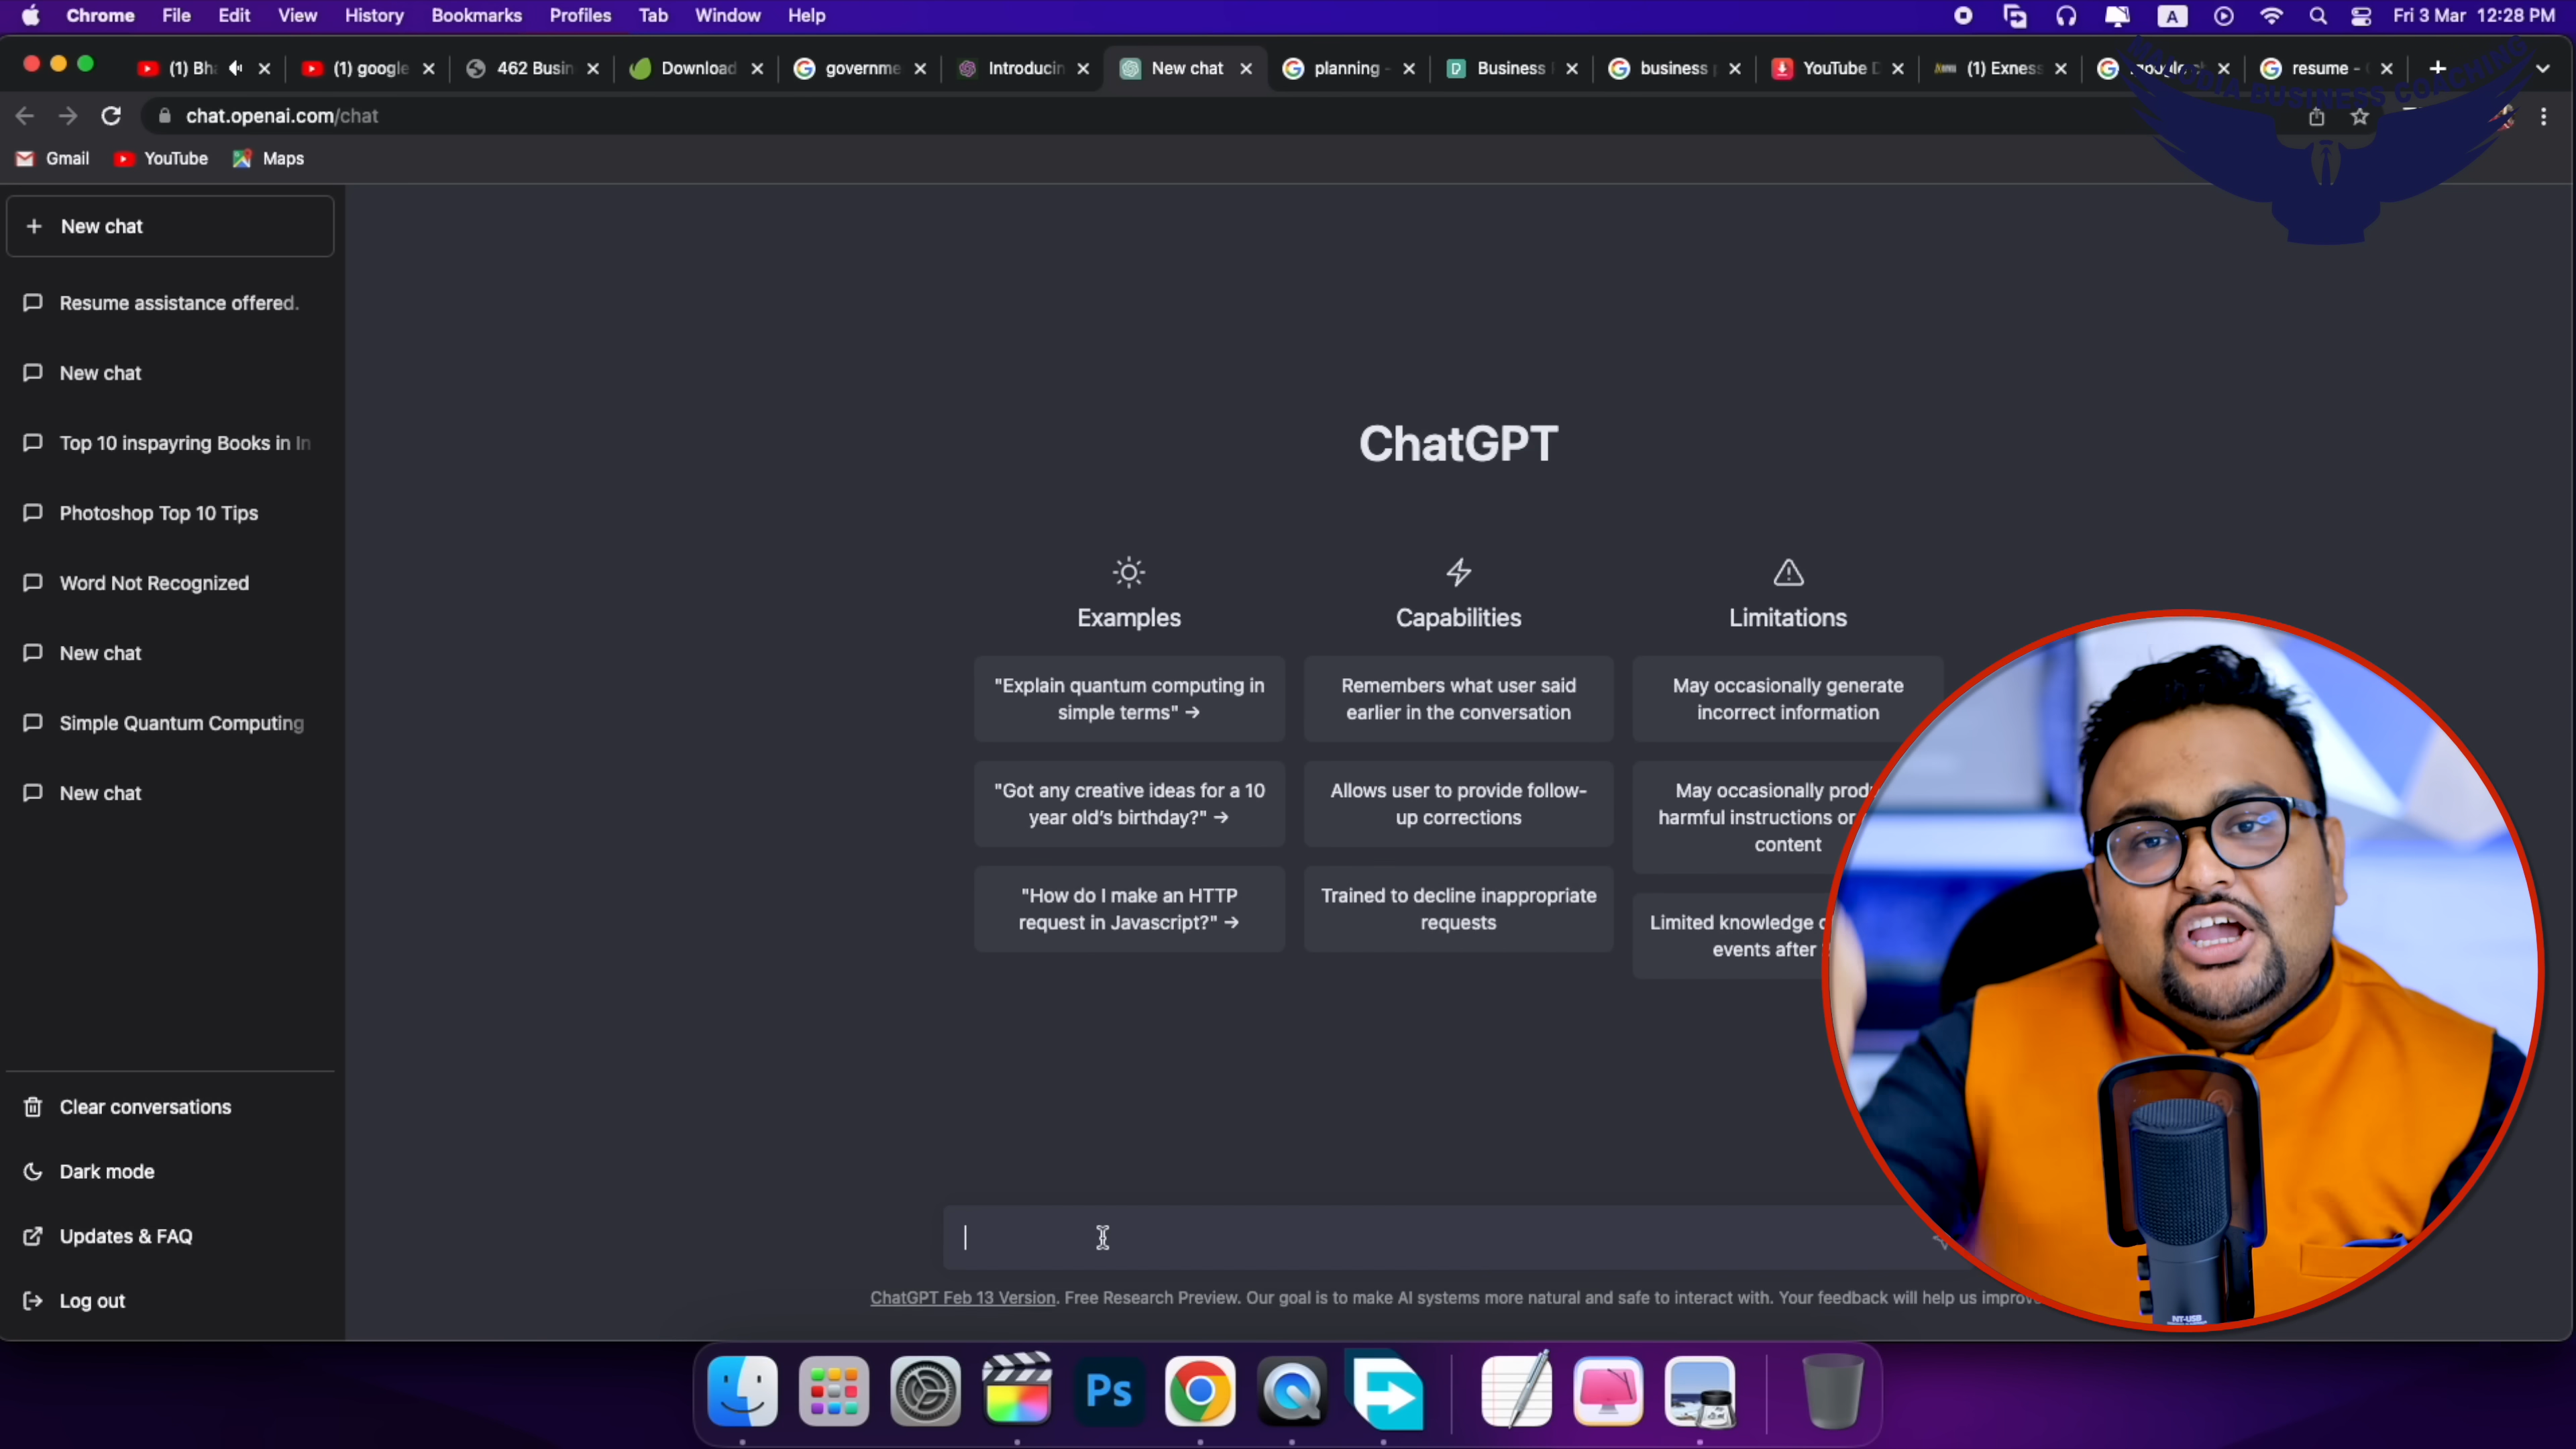 Chrome File Edit View History Bookmarks Profiles Tab Window Help
A Fri 3 Mar 12:28 PM
(1) Bha
(1) google
462 Busin
Download
governme
Introducin
New chat
planning -
Business
business
YouTube D
(1) Exness
resume -
BUSINESS COACHING
chat.openai.com/chat
Gmail YouTube Maps
New chat
Resume assistance offered.
New chat
Top 10 inspayring Books in In
Photoshop Top 10 Tips
Word Not Recognized
New chat
Simple Quantum Computing
New chat
Clear conversations
Dark mode
Updates & FAQ
Log out
ChatGPT
Examples
"Explain quantum computing in
simple terms" →
"Got any creative ideas for a 10
year old's birthday?" →
"How do I make an HTTP
request in Javascript?" →
Capabilities
Remembers what user said
earlier in the conversation
Allows user to provide follow-
up corrections
Trained to decline inappropriate
requests
Limitations
May occasionally generate
incorrect information
May occasionally prod
harmful instructions or
content
Limited knowledge
events after
ChatGPT Feb 13 Version. Free Research Preview. Our goal is to make AI systems more natural and safe to interact with. Your feedback will help us improv
Ps
NT-USB